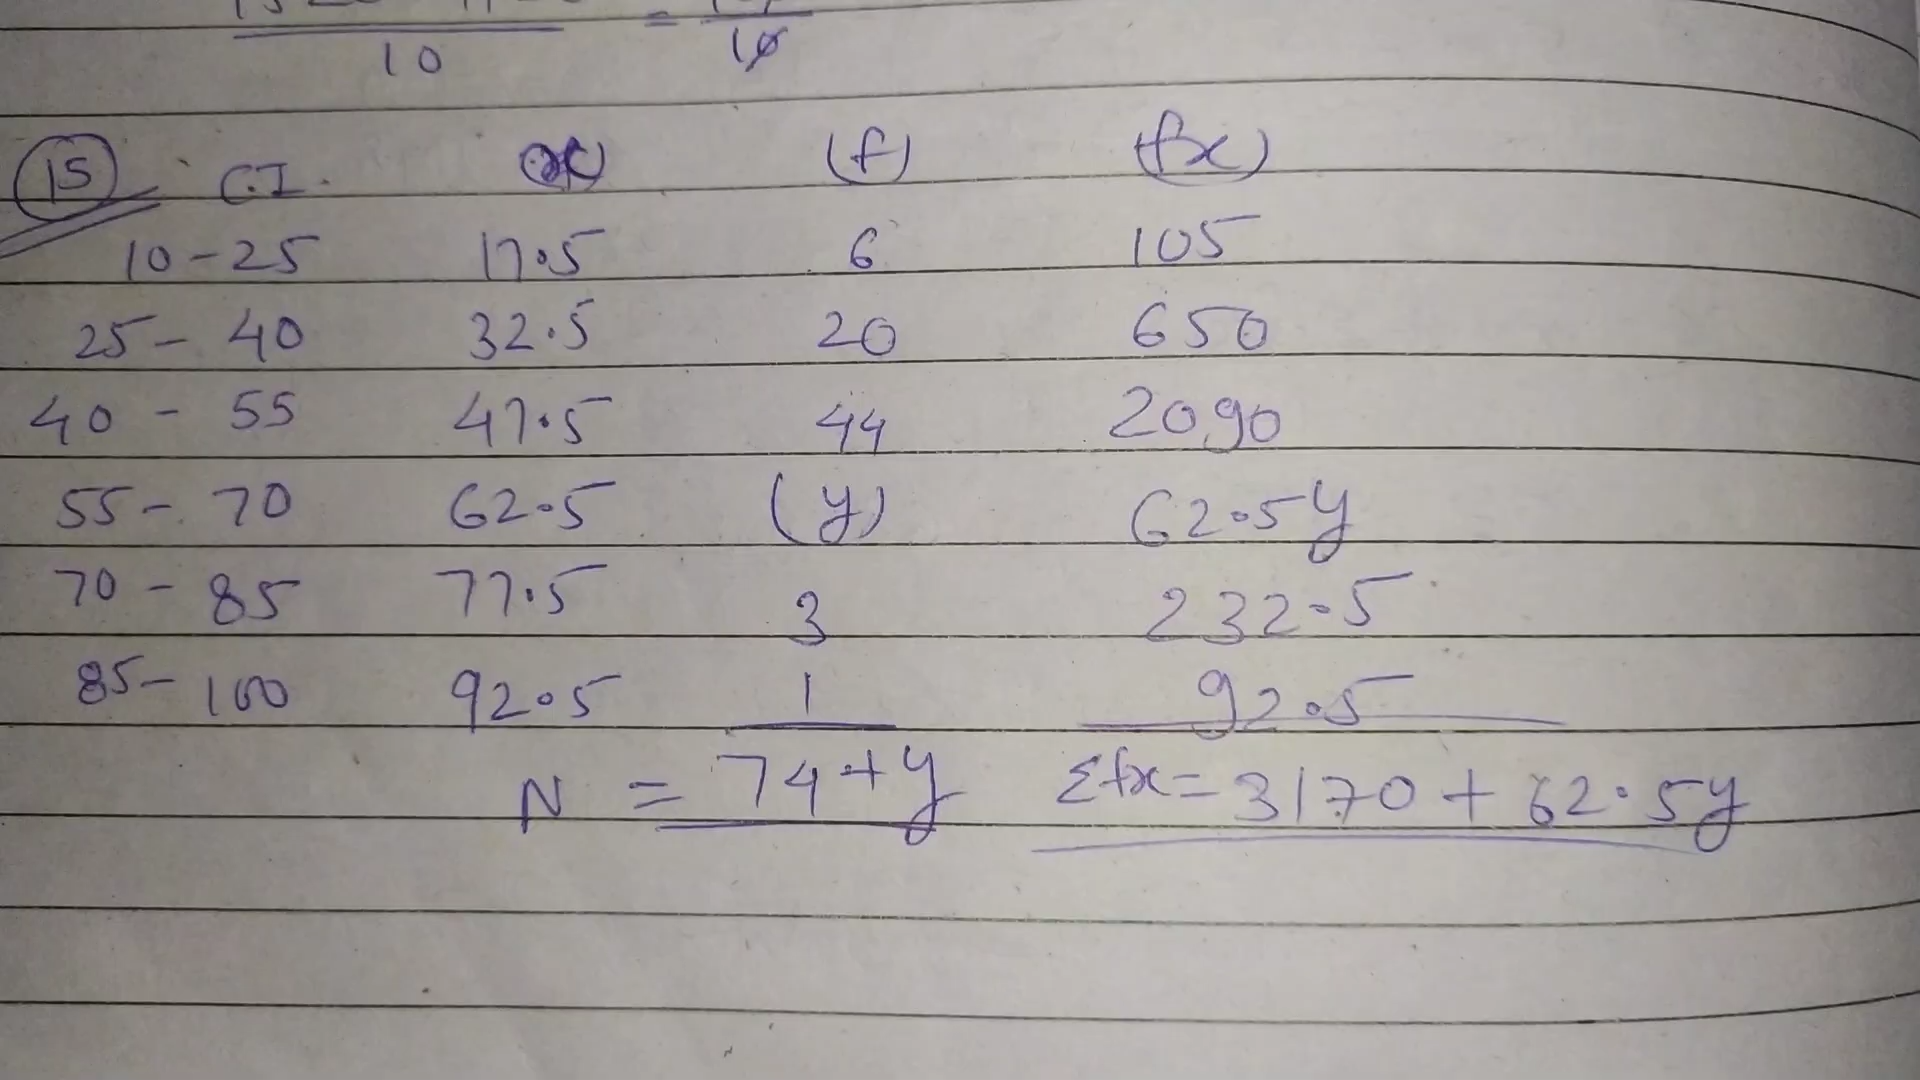 10 = 10
15 C.I. (x) (f) (fx)
10-25 17.5 6 105
25-40 32.5 20 650
40-55 47.5 44 2090
55-70 62.5 (y) 62.5y
70-85 77.5 3 232.5
85-100 92.5 1 92.5
N = 74+y Σfx = 3170 + 62.5y